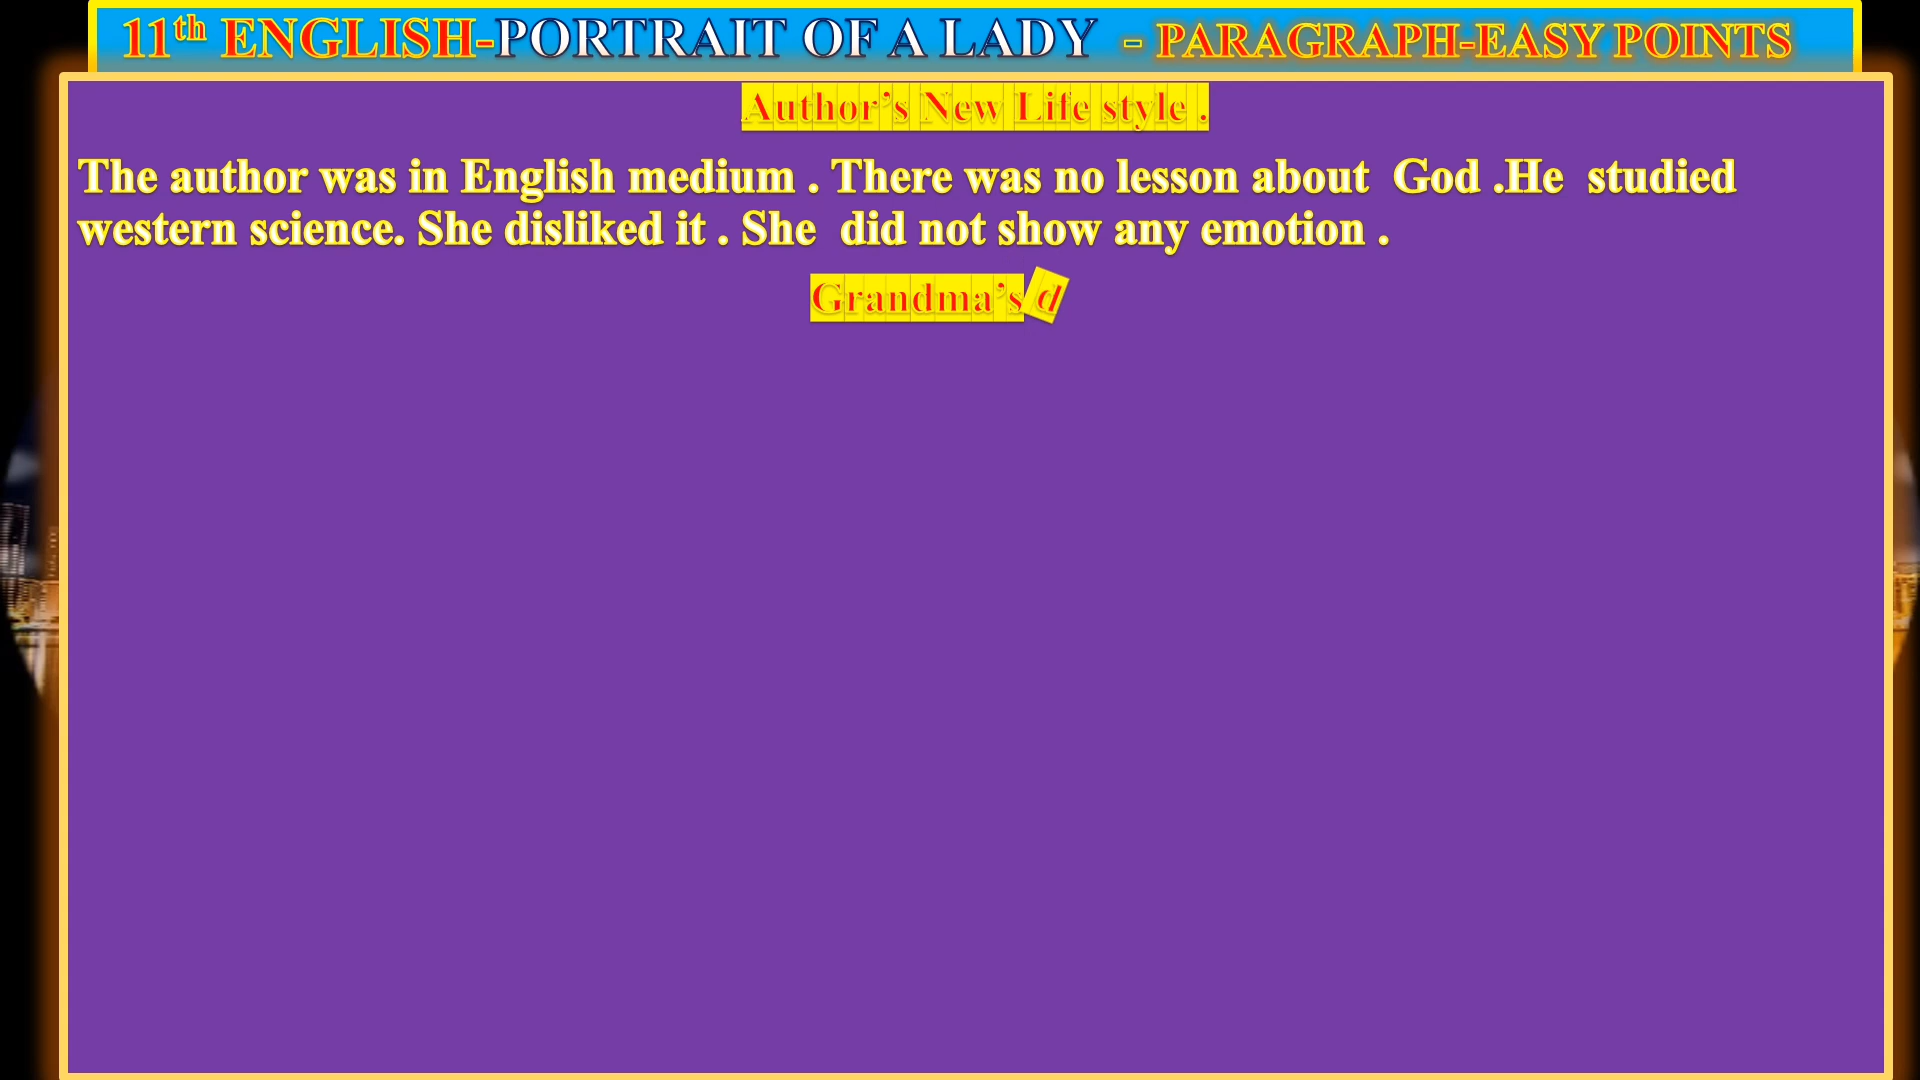 11th ENGLISH-PORTRAIT OF A LADY - PARAGRAPH-EASY POINTS
Author’s New Life style .
The author was in English medium . There was no lesson about God .He studied
western science. She disliked it . She did not show any emotion .
Grandma’s d